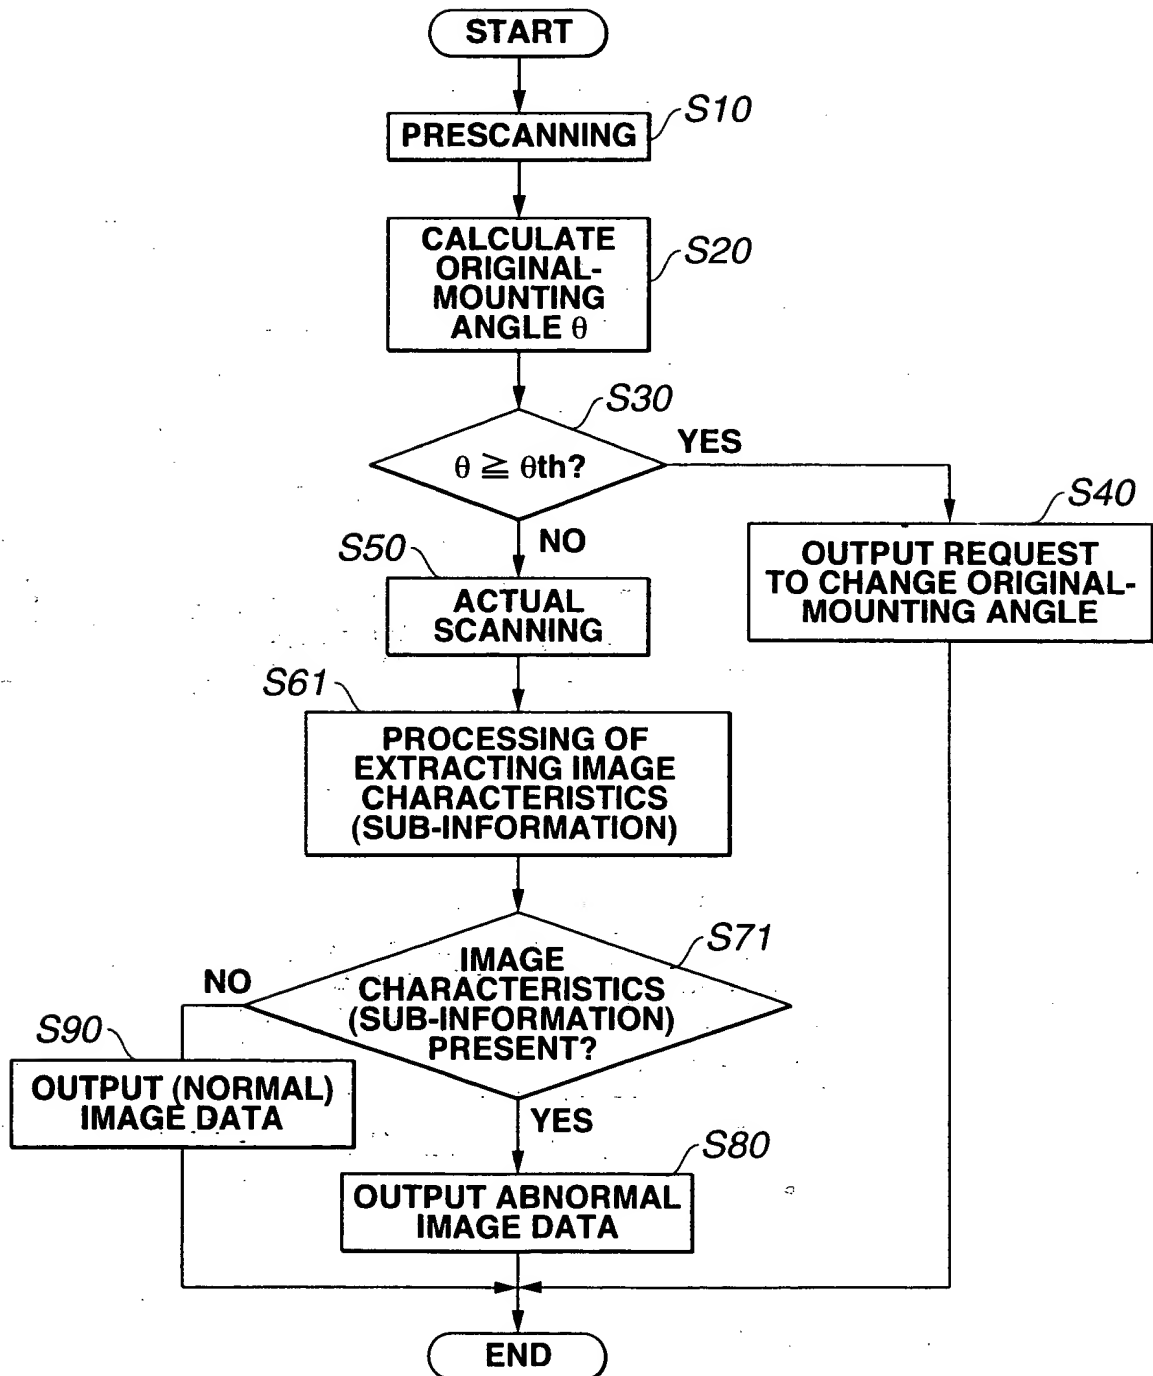 START
S10
PRESCANNING
S20
CALCULATE
ORIGINAL-
MOUNTING
ANGLE θ
S30
θ ≧ θth?
YES
NO
S40
OUTPUT REQUEST
TO CHANGE ORIGINAL-
MOUNTING ANGLE
S50
ACTUAL
SCANNING
S61
PROCESSING OF
EXTRACTING IMAGE
CHARACTERISTICS
(SUB-INFORMATION)
S71
IMAGE
CHARACTERISTICS
(SUB-INFORMATION)
PRESENT?
NO
YES
S90
OUTPUT (NORMAL)
IMAGE DATA
S80
OUTPUT ABNORMAL
IMAGE DATA
END